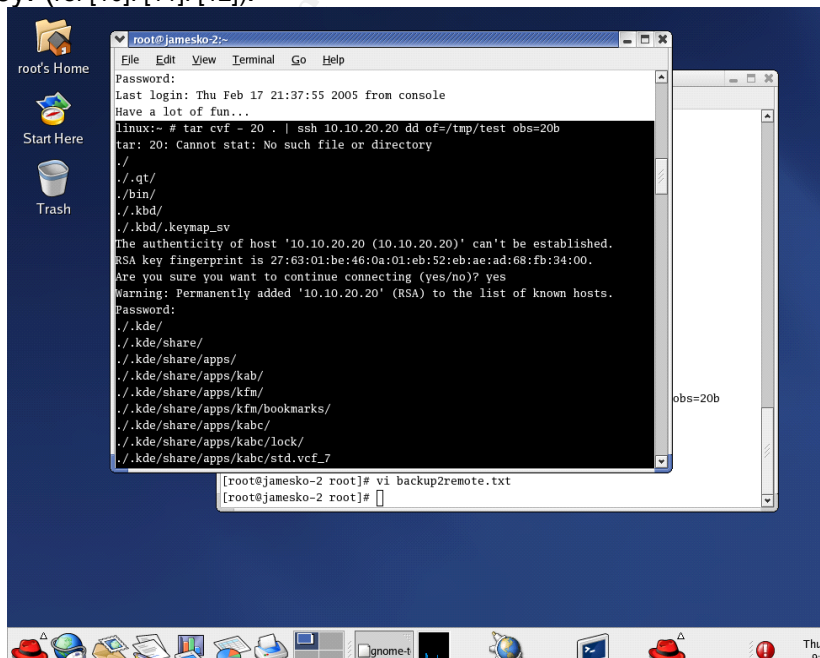 root's Home
Start Here
Trash
root@jamesko-2:~
File Edit View Terminal Go Help
Password:
Last login: Thu Feb 17 21:37:55 2005 from console
Have a lot of fun...
linux:~ # tar cvf - 20 . | ssh 10.10.20.20 dd of=/tmp/test obs=20b
tar: 20: Cannot stat: No such file or directory
./
./.qt/
./bin/
./.kbd/
./.kbd/.keymap_sv
The authenticity of host '10.10.20.20 (10.10.20.20)' can't be established.
RSA key fingerprint is 27:63:01:be:46:0a:01:eb:52:eb:ae:ad:68:fb:34:00.
Are you sure you want to continue connecting (yes/no)? yes
Warning: Permanently added '10.10.20.20' (RSA) to the list of known hosts.
Password:
./.kde/
./.kde/share/
./.kde/share/apps/
./.kde/share/apps/kab/
./.kde/share/apps/kfm/
./.kde/share/apps/kfm/bookmarks/
./.kde/share/apps/kabc/
./.kde/share/apps/kabc/lock/
./.kde/share/apps/kabc/std.vcf_7
obs=20b
[root@jamesko-2 root]# vi backup2remote.txt
[root@jamesko-2 root]#
gnome-t
Thu